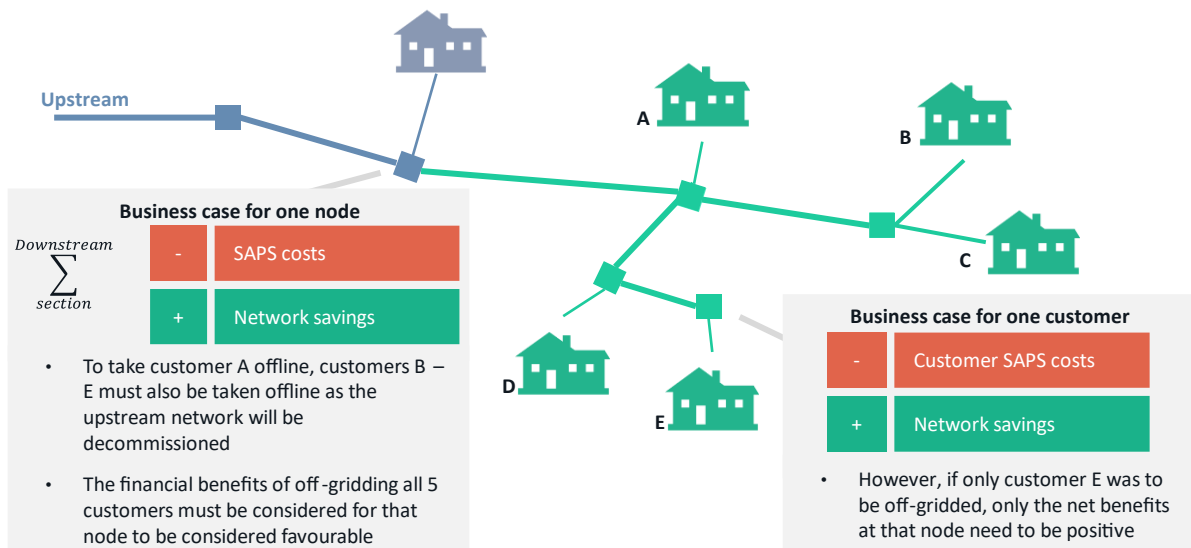 Upstream
A
B
C
D
E
Business case for one node
Downstream
∑
section
-
SAPS costs
+
Network savings
• To take customer A offline, customers B –
E must also be taken offline as the
upstream network will be
decommissioned
• The financial benefits of off-gridding all 5
customers must be considered for that
node to be considered favourable
Business case for one customer
-
Customer SAPS costs
+
Network savings
• However, if only customer E was to
be off-gridded, only the net benefits
at that node need to be positive